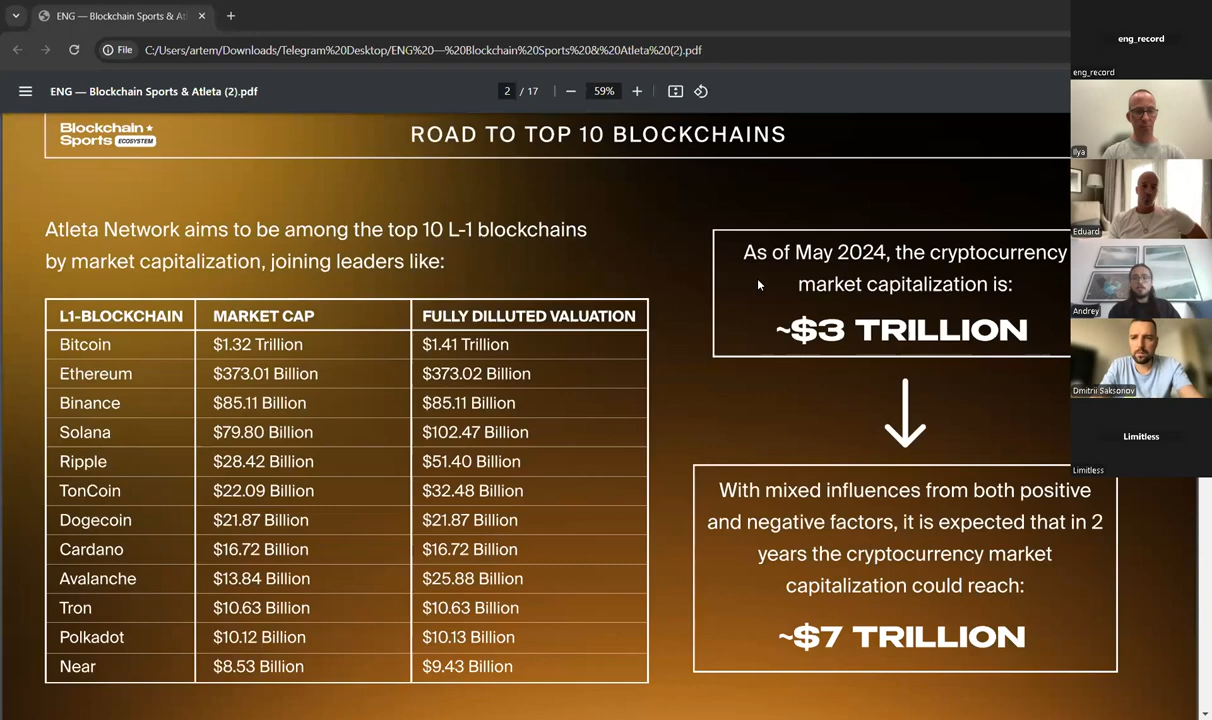 ENG — Blockchain Sports & Atl
File C:/Users/artem/Downloads/Telegram%20Desktop/ENG%20—%20Blockchain%20Sports%20&%20Atleta%20(2).pdf
ENG — Blockchain Sports & Atleta (2).pdf
2 / 17
59%
Blockchain
Sports ECOSYSTEM
ROAD TO TOP 10 BLOCKCHAINS
Atleta Network aims to be among the top 10 L-1 blockchains
by market capitalization, joining leaders like:
L1-BLOCKCHAIN MARKET CAP FULLY DILLUTED VALUATION
Bitcoin $1.32 Trillion $1.41 Trillion
Ethereum $373.01 Billion $373.02 Billion
Binance $85.11 Billion $85.11 Billion
Solana $79.80 Billion $102.47 Billion
Ripple $28.42 Billion $51.40 Billion
TonCoin $22.09 Billion $32.48 Billion
Dogecoin $21.87 Billion $21.87 Billion
Cardano $16.72 Billion $16.72 Billion
Avalanche $13.84 Billion $25.88 Billion
Tron $10.63 Billion $10.63 Billion
Polkadot $10.12 Billion $10.13 Billion
Near $8.53 Billion $9.43 Billion
As of May 2024, the cryptocurrency
market capitalization is:
~$3 TRILLION
With mixed influences from both positive
and negative factors, it is expected that in 2
years the cryptocurrency market
capitalization could reach:
~$7 TRILLION
eng_record
eng_record
Ilya
Eduard
Andrey
Dmitrii Saksonov
Limitless
Limitless